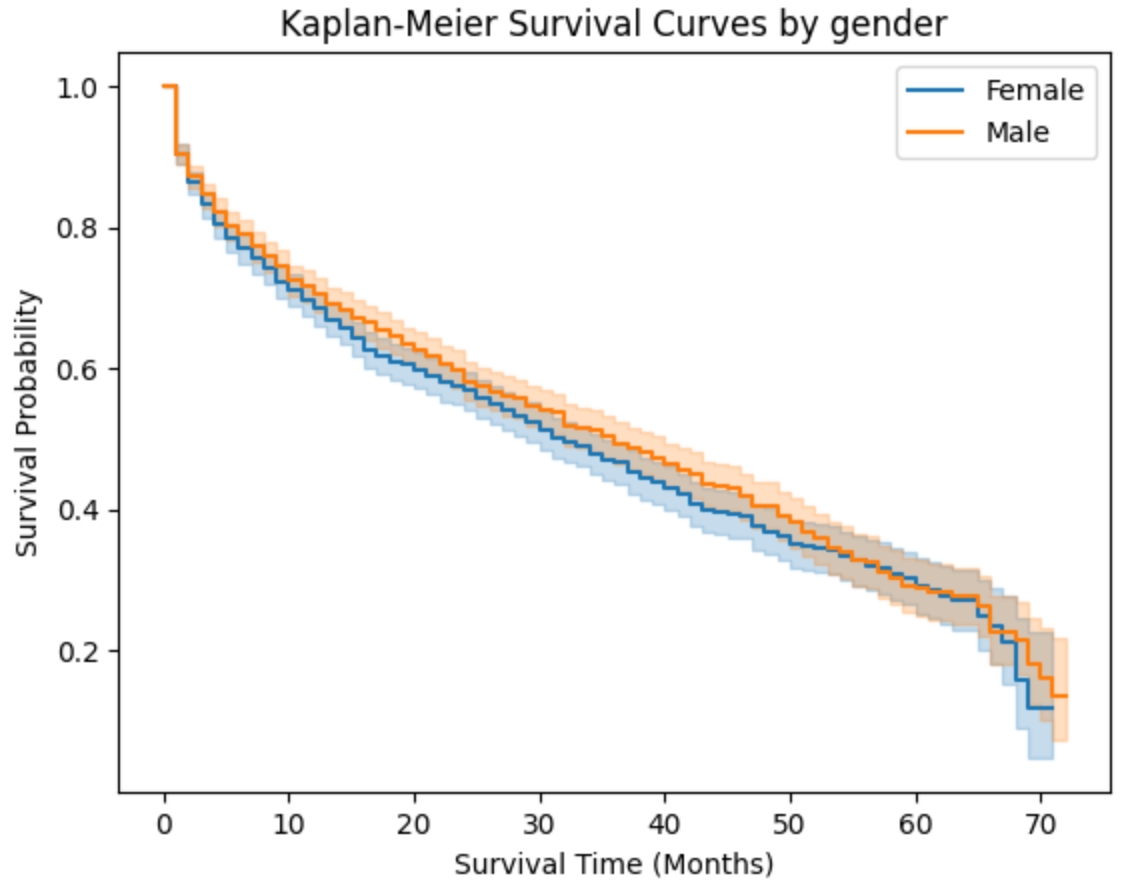 Kaplan-Meier Survival Curves by gender
Female
Male
Survival Probability
1.0
0.8
0.6
0.4
0.2
0 10 20 30 40 50 60 70
Survival Time (Months)